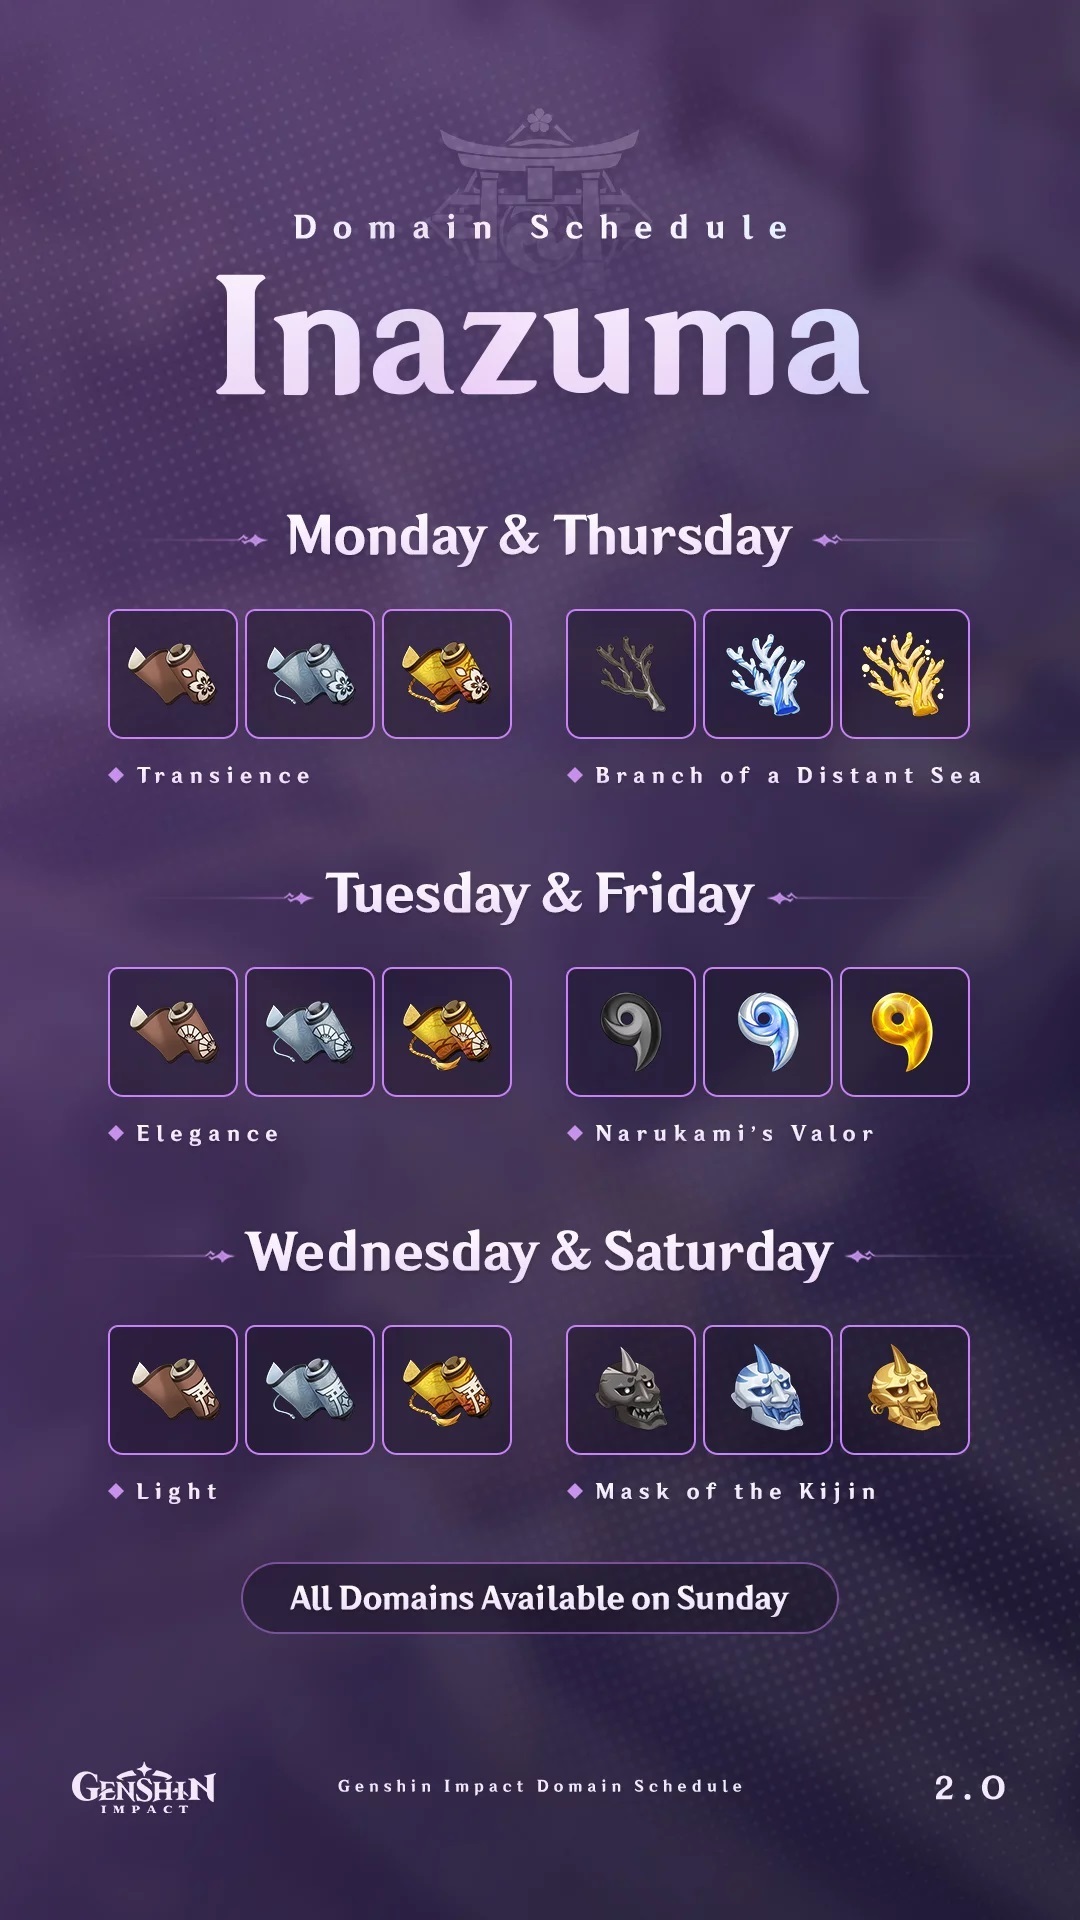 Domain Schedule
Inazuma
Monday & Thursday
Transience
Branch of a Distant Sea
Tuesday & Friday
Elegance
Narukami's Valor
Wednesday & Saturday
Light
Mask of the Kijin
All Domains Available on Sunday
GENSHIN
IMPACT
Genshin Impact Domain Schedule
2.0